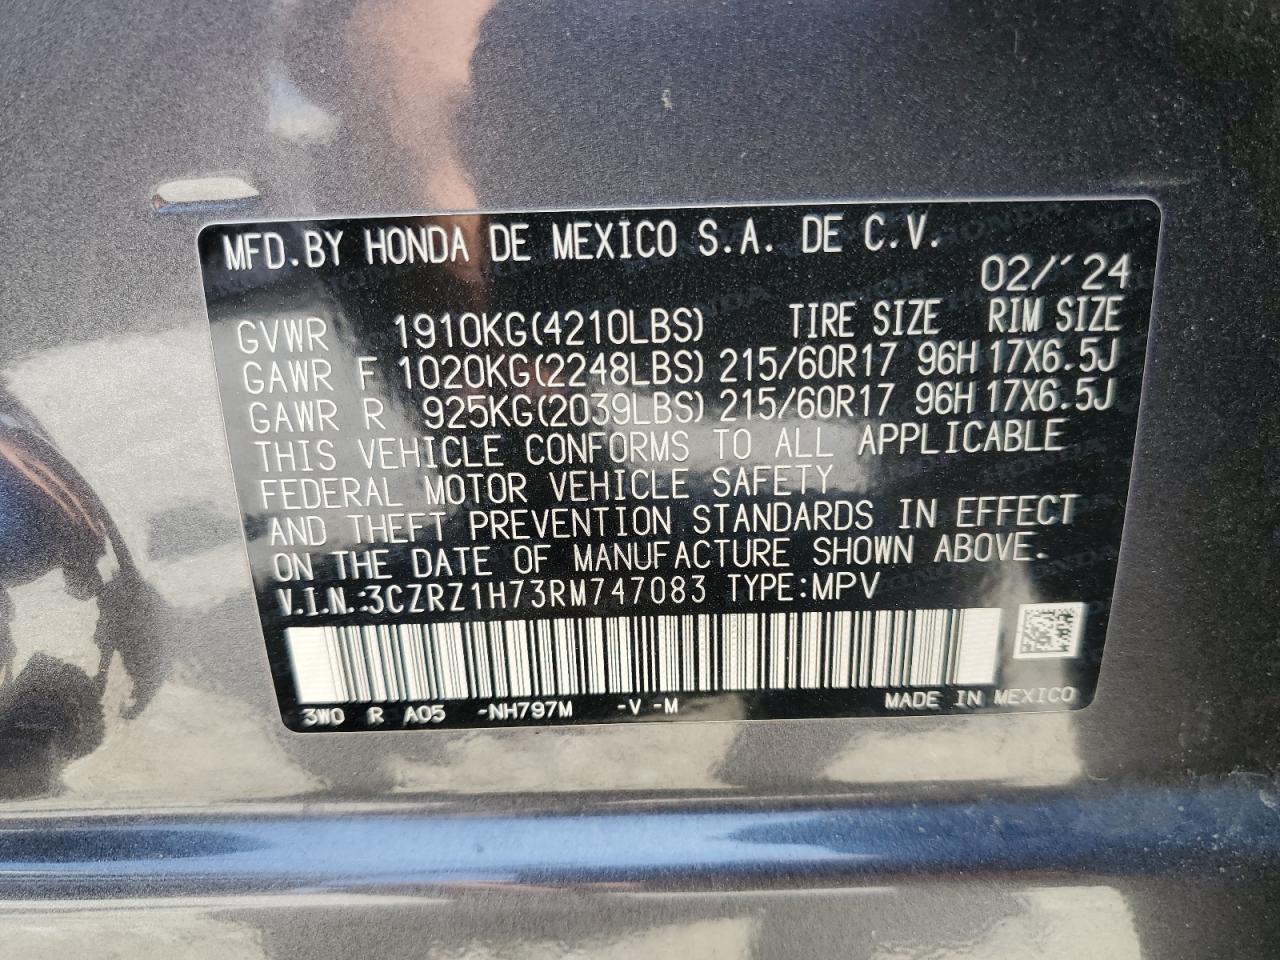 MFD.BY HONDA DE MEXICO S.A. DE C.V.
02/'24
GVWR 1910KG(4210LBS) TIRE SIZE RIM SIZE
GAWR F 1020KG(2248LBS) 215/60R17 96H 17X6.5J
GAWR R 925KG(2039LBS) 215/60R17 96H 17X6.5J
THIS VEHICLE CONFORMS TO ALL APPLICABLE
FEDERAL MOTOR VEHICLE SAFETY
AND THEFT PREVENTION STANDARDS IN EFFECT
ON THE DATE OF MANUFACTURE SHOWN ABOVE.
V.I.N.:3CZRZ1H73RM747083 TYPE:MPV
3W0 R A05 -NH797M -V -M MADE IN MEXICO